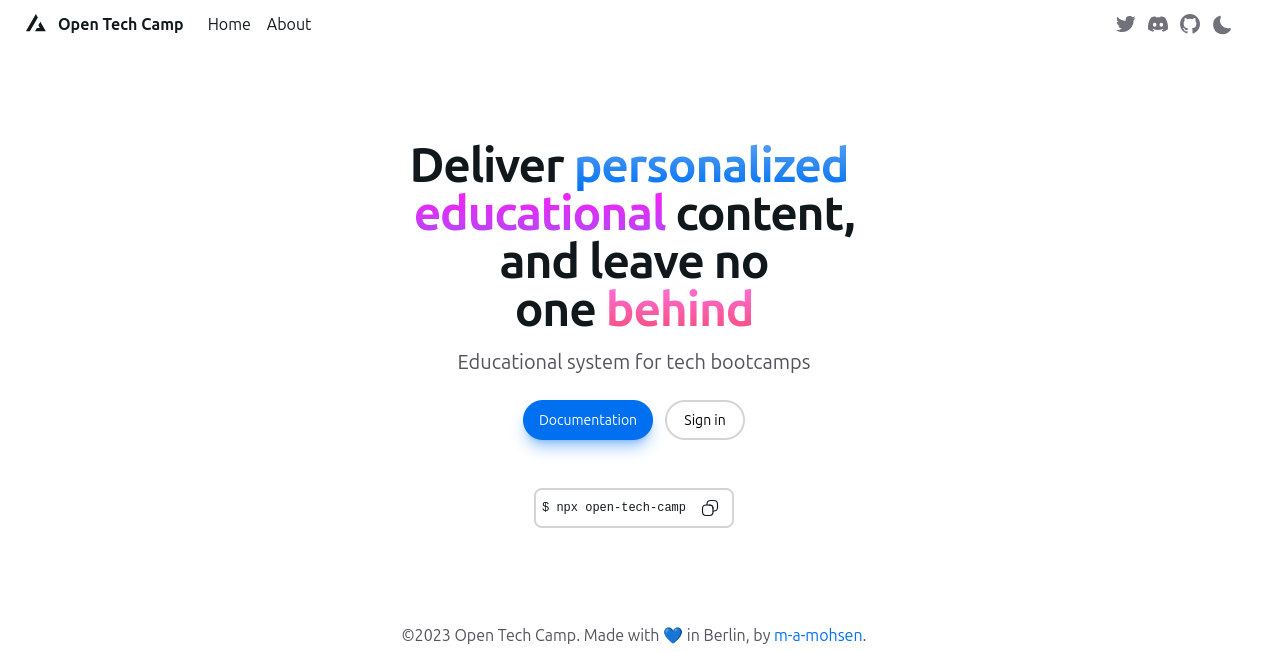 Open Tech Camp Home About
Deliver personalized
educational content,
and leave no
one behind
Educational system for tech bootcamps
Documentation Sign in
$ npx open-tech-camp
©2023 Open Tech Camp. Made with 💙 in Berlin, by m-a-mohsen.